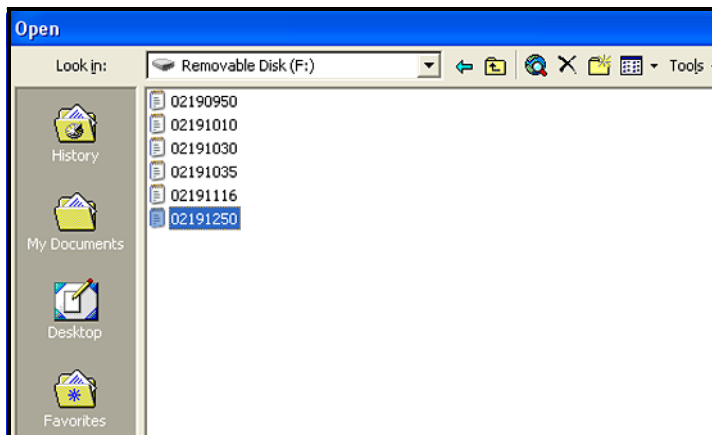 Open
Look in: Removable Disk (F:) Tools
02190950
02191010
02191030
02191035
02191116
02191250
History
My Documents
Desktop
Favorites